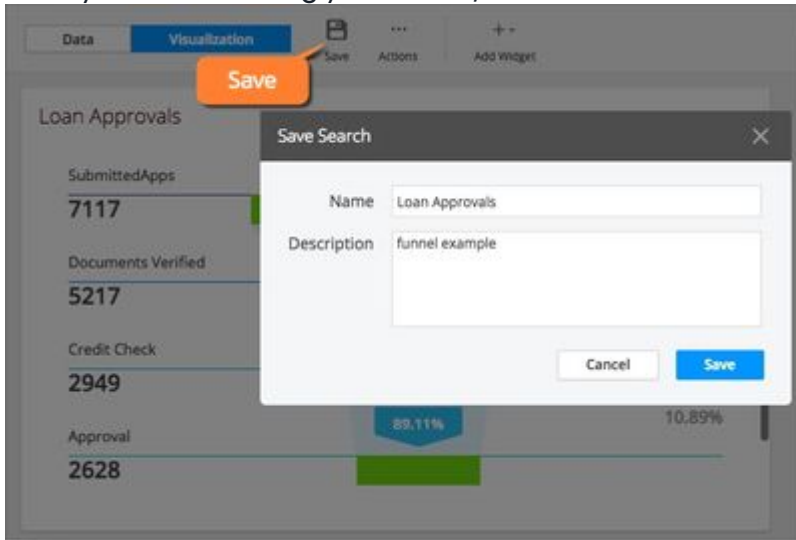 Data Visualization Save Actions Add Widget
Save
Loan Approvals
Save Search
SubmittedApps
7117
Name Loan Approvals
Description funnel example
Documents Verified
5217
Credit Check
2949
Cancel Save
89.11% 10.89%
Approval
2628